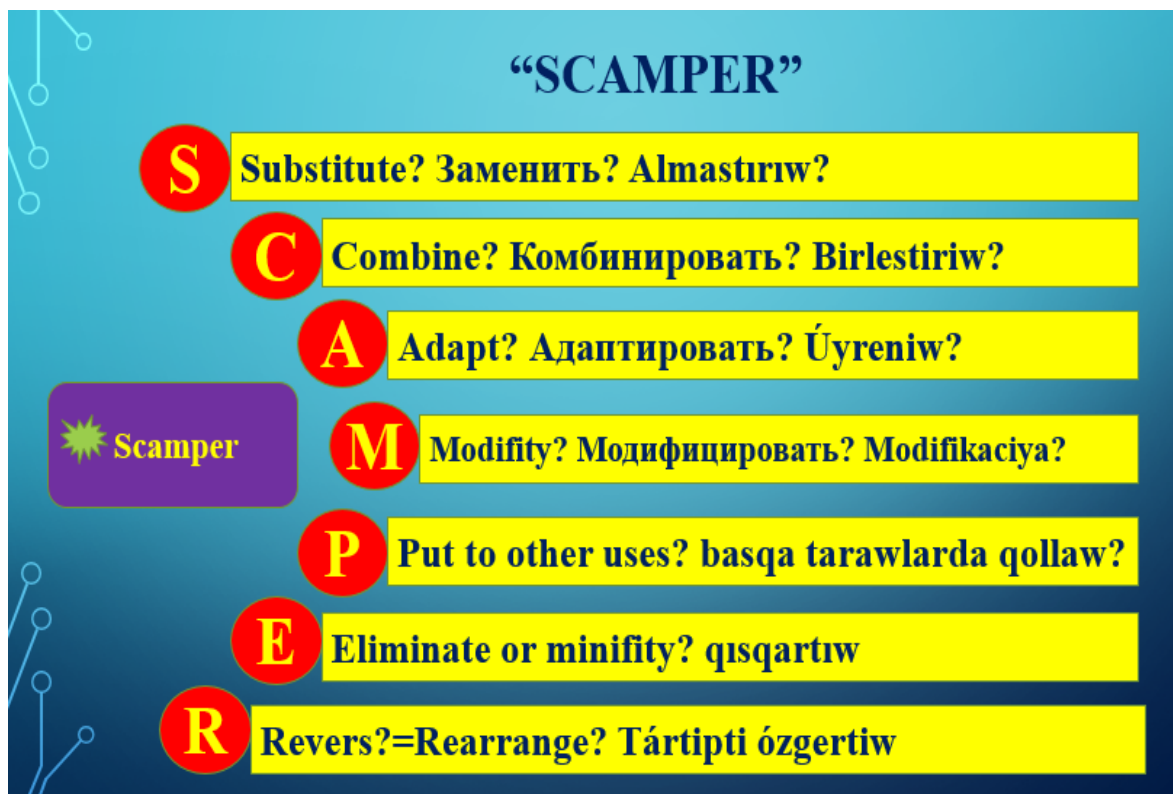 “SCAMPER”
S
Substitute? Заменить? Almastırıw?
C
Combine? Комбинировать? Birlestiriw?
A
Adapt? Адаптировать? Úyreniw?
Scamper
M
Modifity? Модифицировать? Modifikaciya?
P
Put to other uses? basqa tarawlarda qollaw?
E
Eliminate or minifity? qısqartıw
R
Revers?=Rearrange? Tártipti ózgertiw